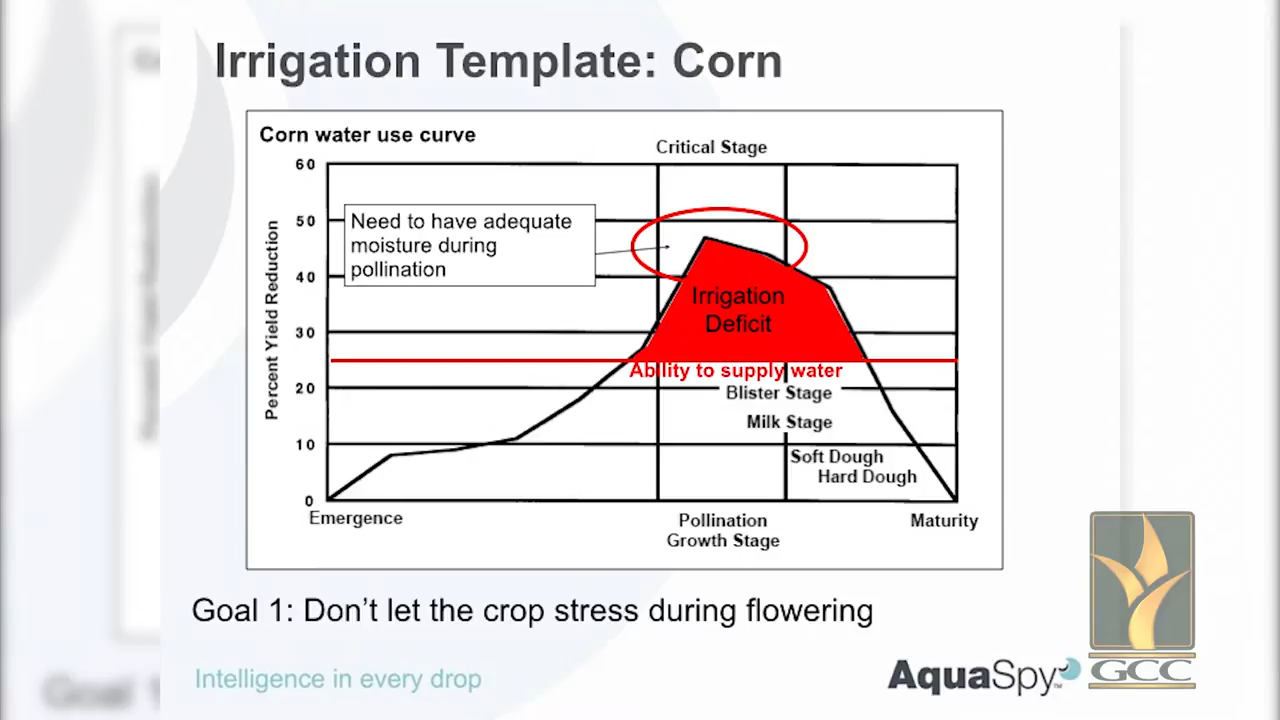 Irrigation Template: Corn
Corn water use curve
Critical Stage
60
50
40
30
20
10
0
Percent Yield Reduction
Need to have adequate
moisture during
pollination
Irrigation
Deficit
Ability to supply water
Blister Stage
Milk Stage
Soft Dough
Hard Dough
Emergence
Pollination
Growth Stage
Maturity
Goal 1: Don't let the crop stress during flowering
Intelligence in every drop
AquaSpy
GCC